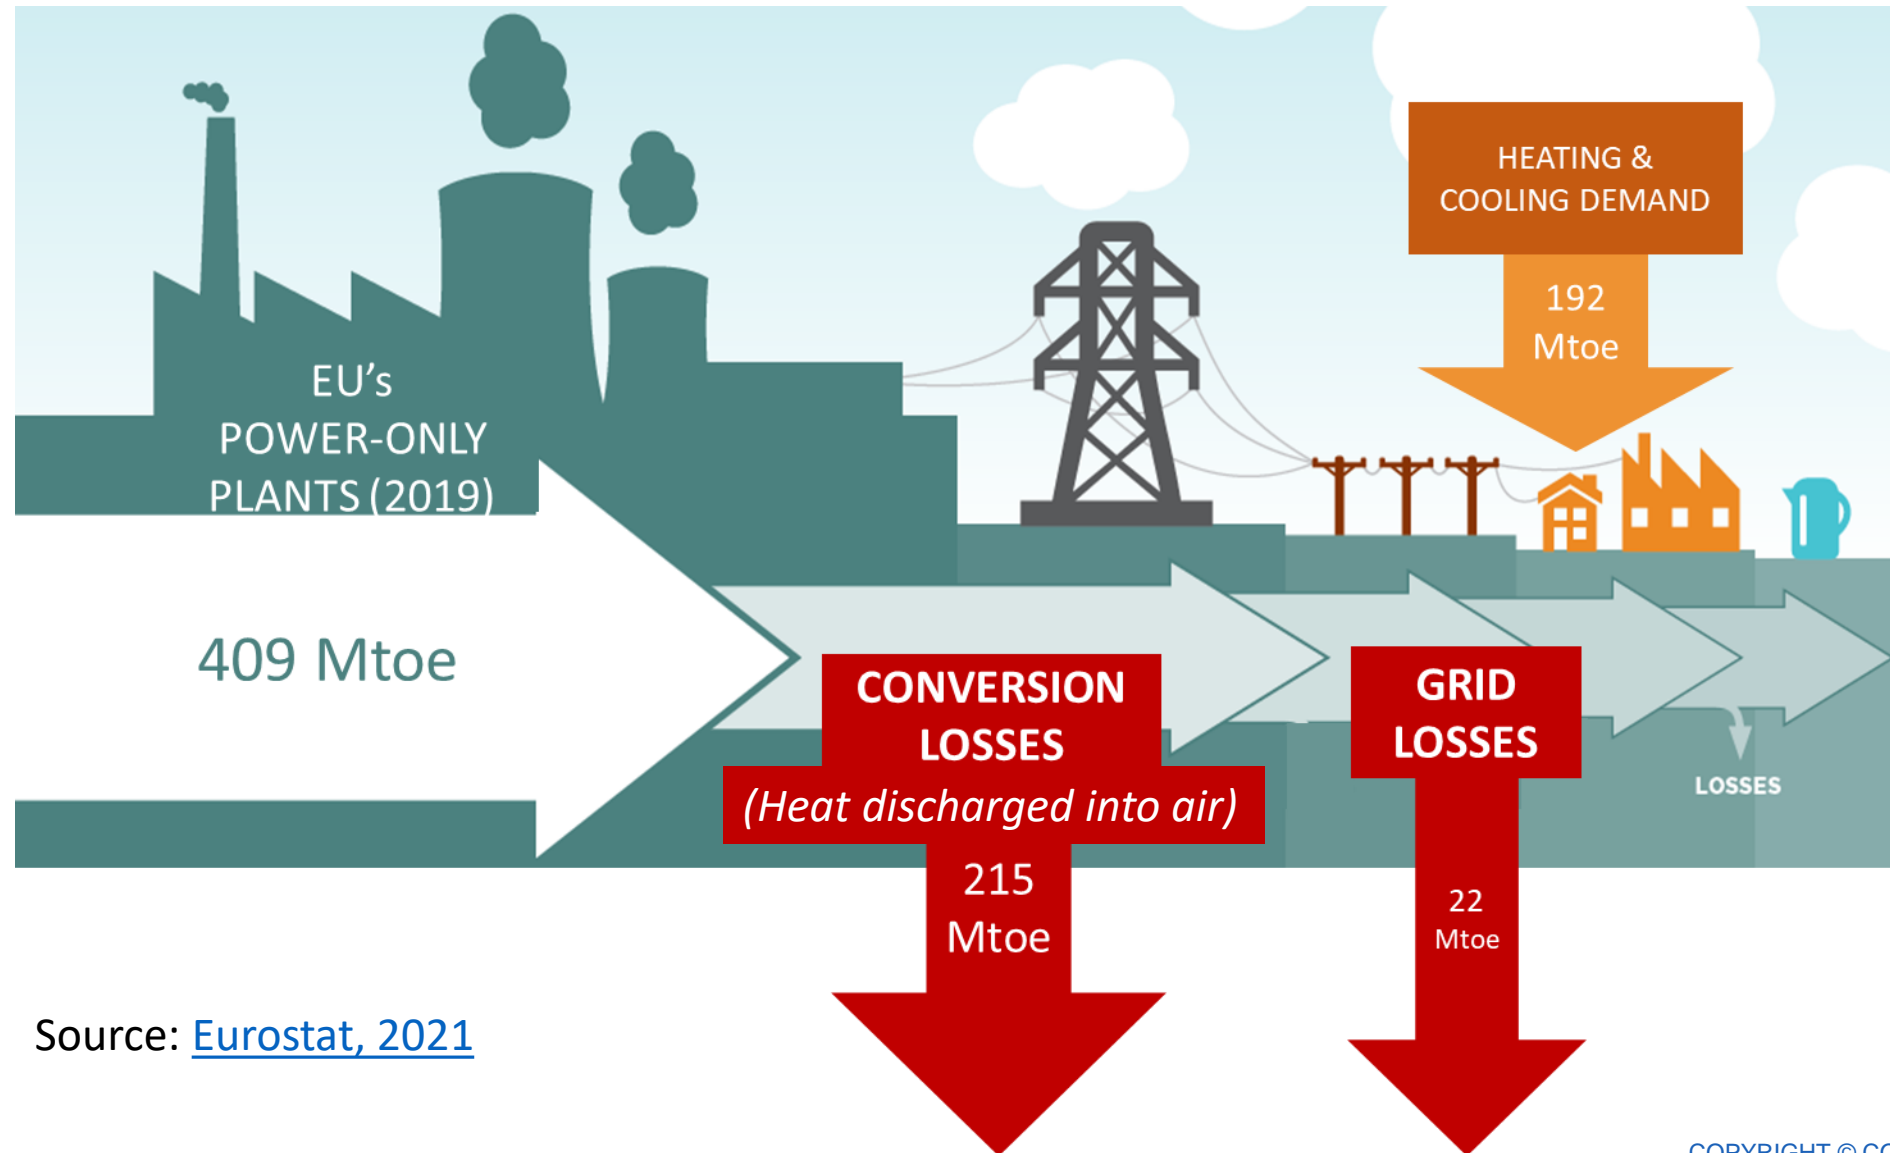 HEATING &
COOLING DEMAND
192
Mtoe
EU's
POWER-ONLY
PLANTS (2019)
409 Mtoe
CONVERSION
LOSSES
(Heat discharged into air)
215
Mtoe
GRID
LOSSES
22
Mtoe
LOSSES
Source: Eurostat, 2021
COPYRIGHT ©